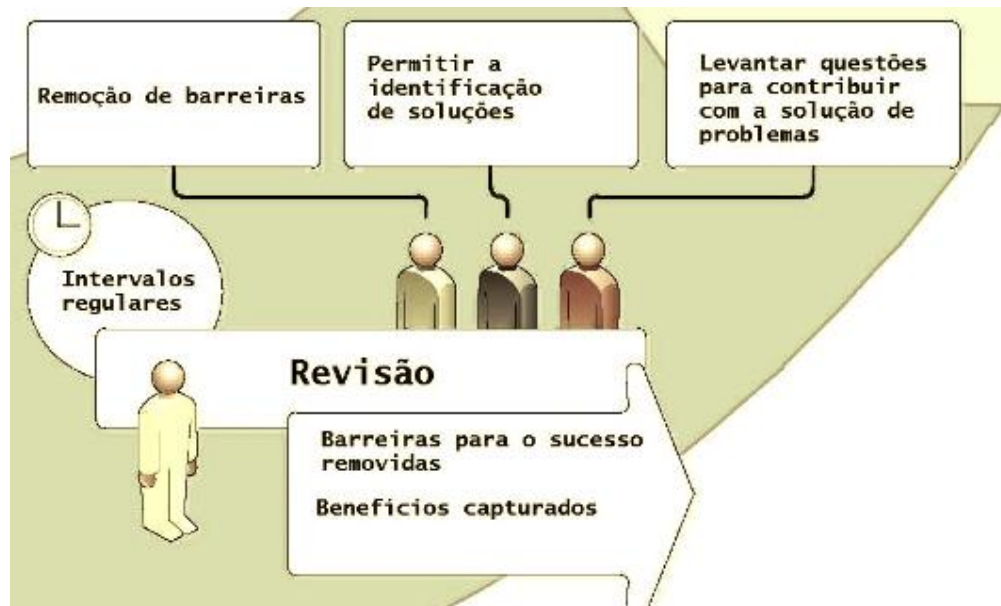 Remoção de barreiras
Permitir a
identificação
de soluções
Levantar questões
para contribuir
com a solução de
problemas
Intervalos
regulares
Revisão
Barreiras para o sucesso
removidas
Benefícios capturados